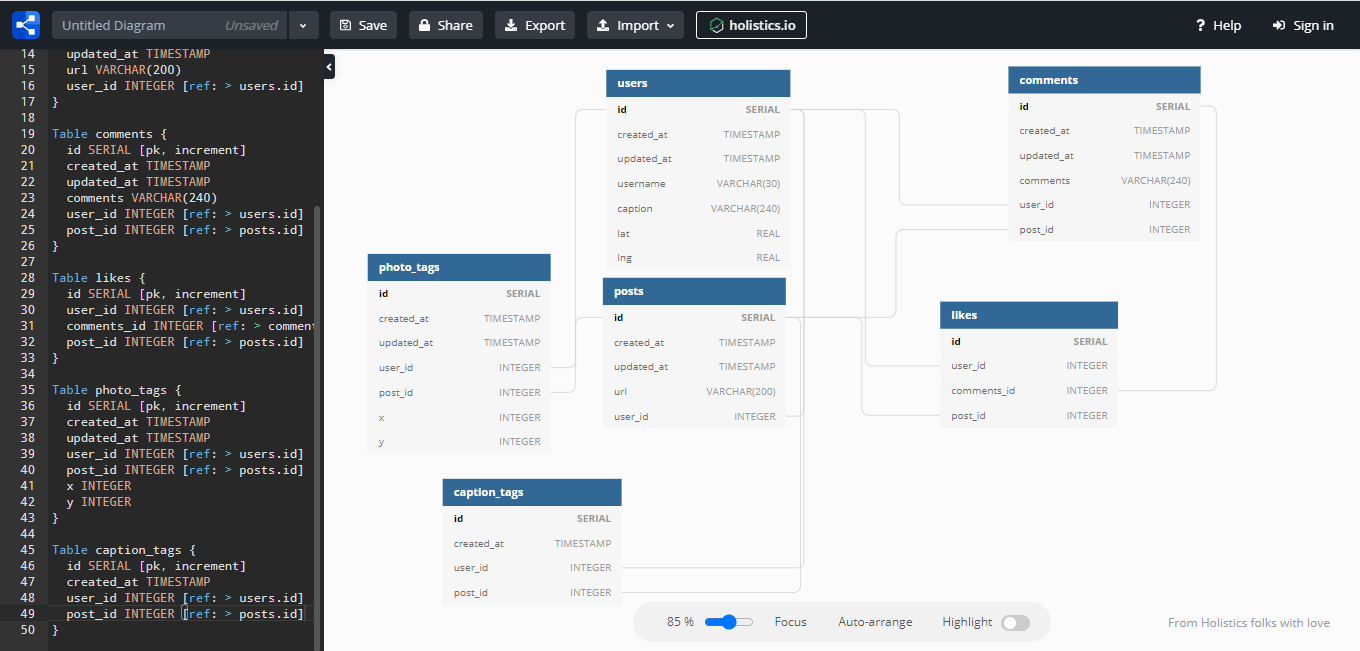 Untitled Diagram Unsaved Save Share Export Import holistics.io Help Sign in
14 updated_at TIMESTAMP
15 url VARCHAR(200)
16 user_id INTEGER [ref: > users.id]
17 }
18
19 Table comments {
20 id SERIAL [pk, increment]
21 created_at TIMESTAMP
22 updated_at TIMESTAMP
23 comments VARCHAR(240)
24 user_id INTEGER [ref: > users.id]
25 post_id INTEGER [ref: > posts.id]
26 }
27
28 Table likes {
29 id SERIAL [pk, increment]
30 user_id INTEGER [ref: > users.id]
31 comments_id INTEGER [ref: > commen
32 post_id INTEGER [ref: > posts.id]
33 }
34
35 Table photo_tags {
36 id SERIAL [pk, increment]
37 created_at TIMESTAMP
38 updated_at TIMESTAMP
39 user_id INTEGER [ref: > users.id]
40 post_id INTEGER [ref: > posts.id]
41 x INTEGER
42 y INTEGER
43 }
44
45 Table caption_tags {
46 id SERIAL [pk, increment]
47 created_at TIMESTAMP
48 user_id INTEGER [ref: > users.id]
49 post_id INTEGER [ref: > posts.id]
50 }
users
id SERIAL
created_at TIMESTAMP
updated_at TIMESTAMP
username VARCHAR(30)
caption VARCHAR(240)
lat REAL
lng REAL
comments
id SERIAL
created_at TIMESTAMP
updated_at TIMESTAMP
comments VARCHAR(240)
user_id INTEGER
post_id INTEGER
photo_tags
id SERIAL
created_at TIMESTAMP
updated_at TIMESTAMP
user_id INTEGER
post_id INTEGER
x INTEGER
y INTEGER
posts
id SERIAL
created_at TIMESTAMP
updated_at TIMESTAMP
url VARCHAR(200)
user_id INTEGER
likes
id SERIAL
user_id INTEGER
comments_id INTEGER
post_id INTEGER
caption_tags
id SERIAL
created_at TIMESTAMP
user_id INTEGER
post_id INTEGER
85 % Focus Auto-arrange Highlight
From Holistics folks with love